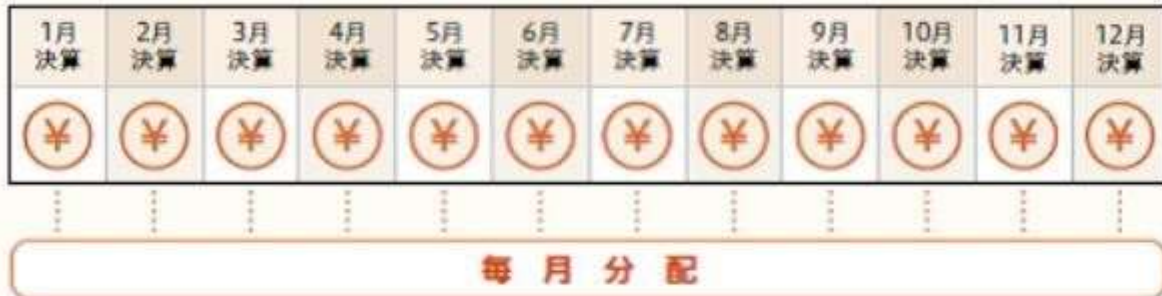 1月 2月 3月 4月 5月 6月 7月 8月 9月 10月 11月 12月
決算 決算 決算 決算 決算 決算 決算 決算 決算 決算 決算 決算
¥ ¥ ¥ ¥ ¥ ¥ ¥ ¥ ¥ ¥ ¥ ¥
毎月分配